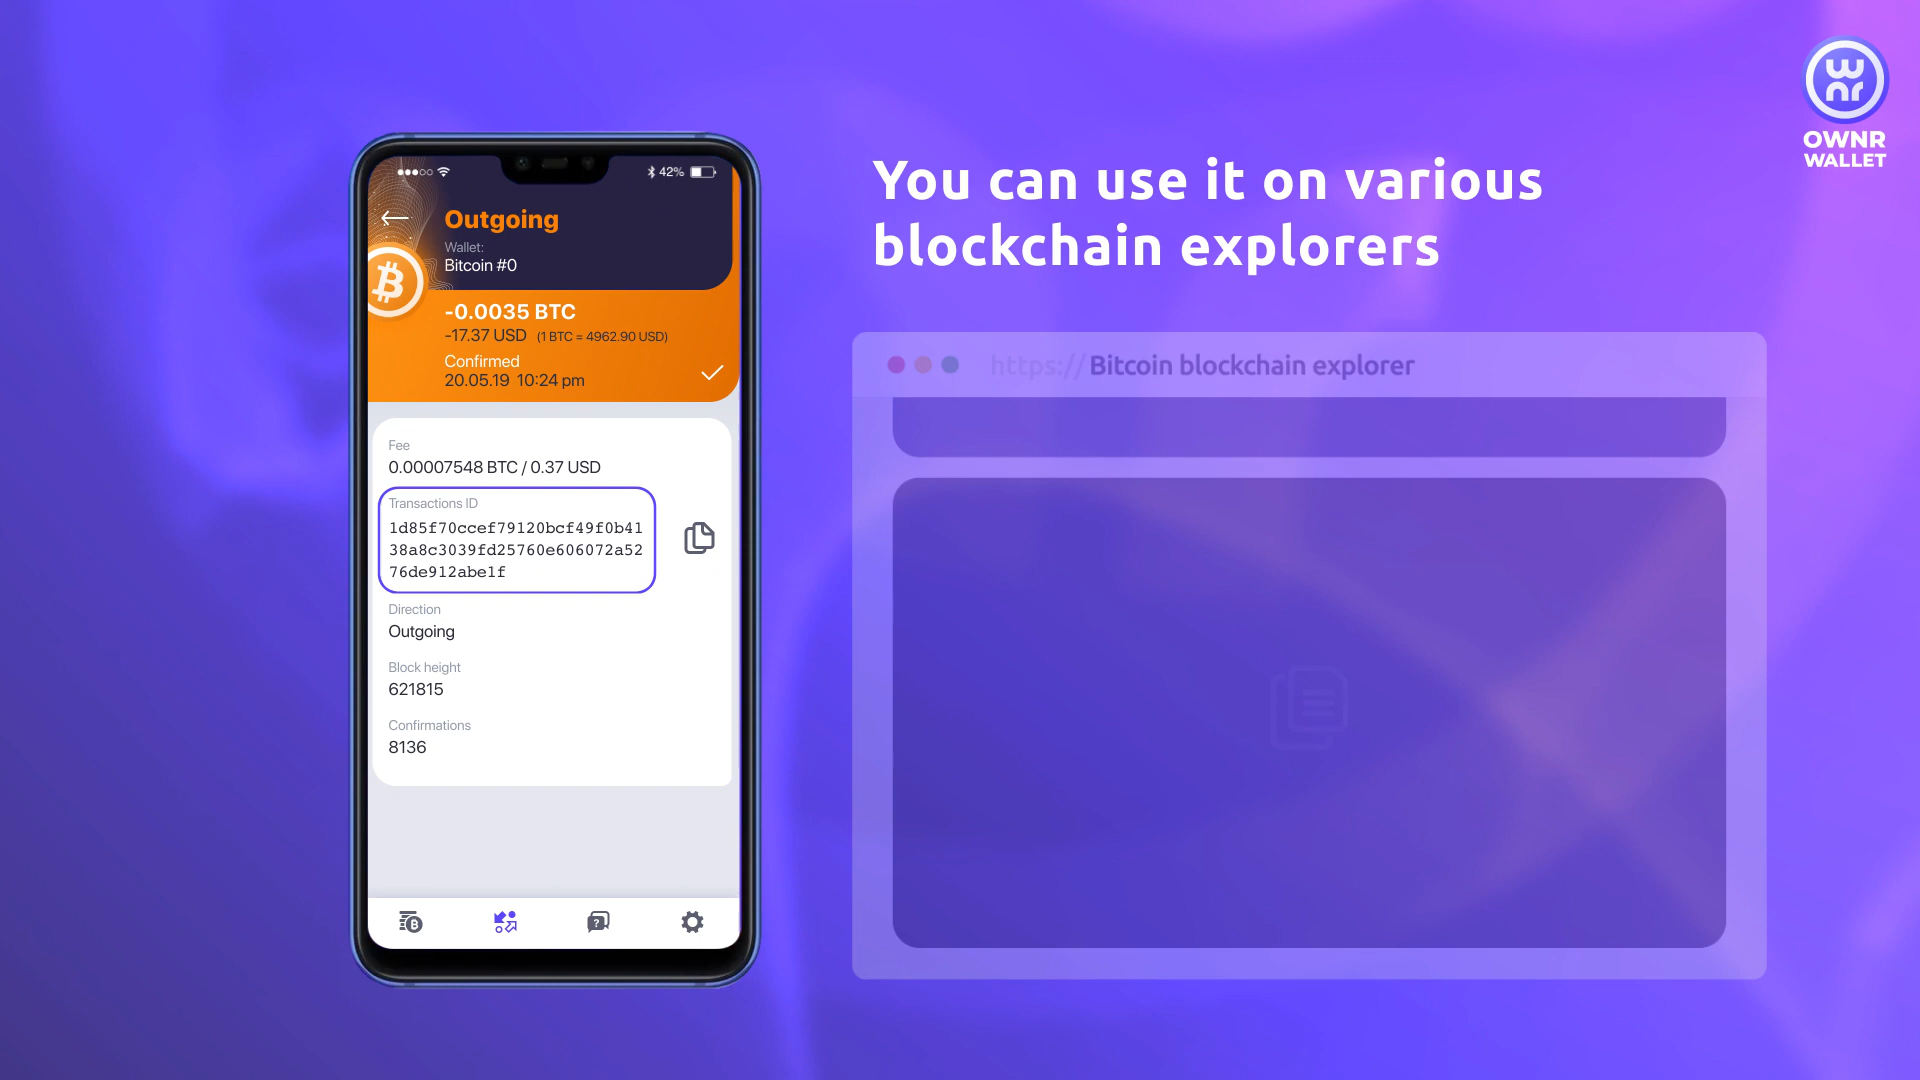 42%
Outgoing
Wallet:
Bitcoin #0
-0.0035 BTC
-17.37 USD (1 BTC = 4962.90 USD)
Confirmed
20.05.19 10:24 pm
Fee
0.00007548 BTC / 0.37 USD
Transactions ID
1d85f70ccef79120bcf49f0b41
38a8c3039fd25760e606072a52
76de912abe1f
Direction
Outgoing
Block height
621815
Confirmations
8136
You can use it on various
blockchain explorers
https:// Bitcoin blockchain explorer
OWNR
WALLET